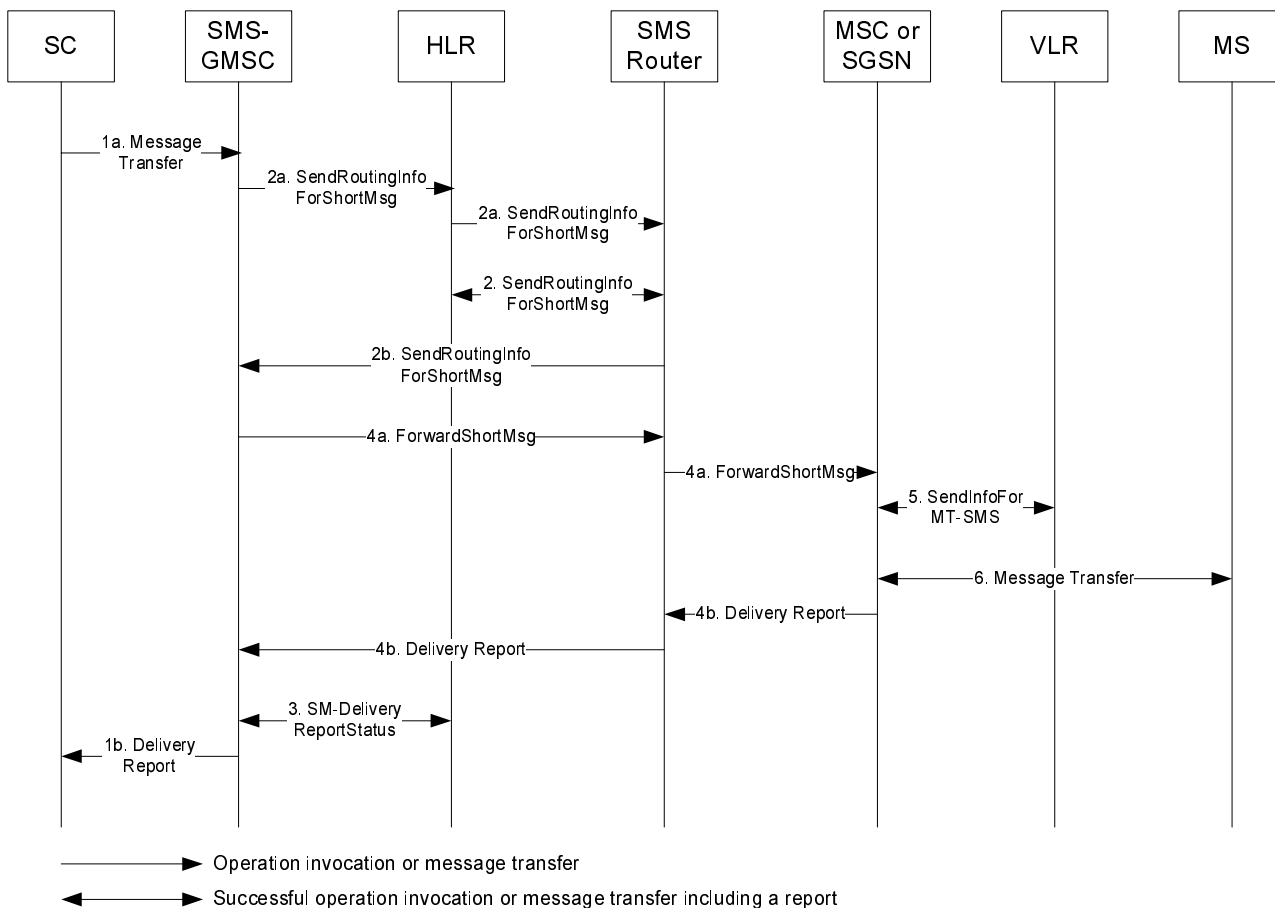 SC
SMS-
GMSC
HLR
SMS
Router
MSC or
SGSN
VLR
MS
1a. Message
Transfer
2a. SendRoutingInfo
ForShortMsg
2a. SendRoutingInfo
ForShortMsg
2. SendRoutingInfo
ForShortMsg
2b. SendRoutingInfo
ForShortMsg
4a. ForwardShortMsg
4a. ForwardShortMsg
5. SendInfoFor
MT-SMS
6. Message Transfer
4b. Delivery Report
4b. Delivery Report
3. SM-Delivery
ReportStatus
1b. Delivery
Report
Operation invocation or message transfer
Successful operation invocation or message transfer including a report